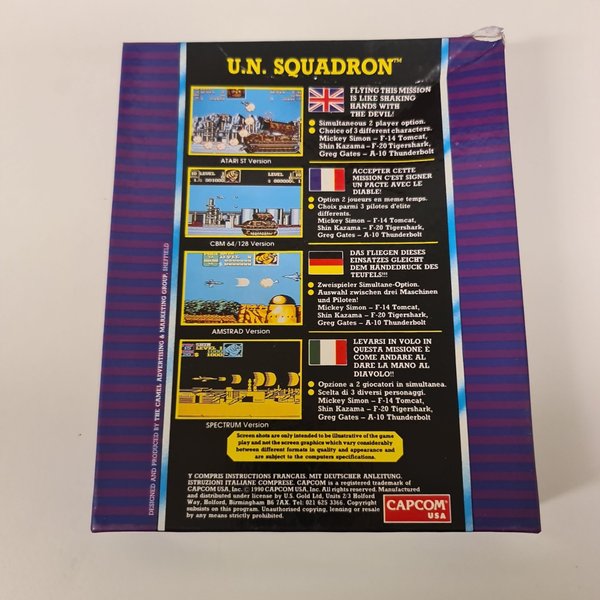 U.N. SQUADRON™
FLYING THIS MISSION
IS LIKE SHAKING
HANDS WITH
THE DEVIL!
● Simultaneous 2 player option.
● Choice of 3 different characters.
Mickey Simon – F-14 Tomcat,
Shin Kazama – F-20 Tigershark,
Greg Gates – A-10 Thunderbolt
ATARI ST Version
ACCEPTER CETTE
MISSION C'EST SIGNER
UN PACTE AVEC LE
DIABLE!
● Option 2 joueurs en meme temps.
● Choix parmi 3 pilotes d'elite
differents.
Mickey Simon – F-14 Tomcat,
Shin Kazama – F-20 Tigershark,
Greg Gates – A-10 Thunderbolt
CBM 64/128 Version
DAS FLIEGEN DIESES
EINSATZES GLEICHT
DEM HÄNDEDRUCK DES
TEUFELS!!!
● Zweispieler Simultane-Option.
● Auswahl zwischen drei Maschinen
und Piloten!
Mickey Simon – F-14 Tomcat,
Shin Kazama – F-20 Tigershark,
Greg Gates – A-10 Thunderbolt
AMSTRAD Version
LEVARSI IN VOLO IN
QUESTA MISSIONE È
COME ANDARE AL
DARE LA MANO AL
DIAVOLO!!
● Opzione a 2 giocatori in simultanea.
● Scelta di 3 diversi personaggi.
Mickey Simon – F-14 Tomcat,
Shin Kazama – F-20 Tigershark,
Greg Gates – A-10 Thunderbolt
SPECTRUM Version
Screen shots are only intended to be illustrative of the game
play and not the screen graphics which vary considerably
between different formats in quality and appearance and
are subject to the computers specifications.
Y COMPRIS INSTRUCTIONS FRANCAIS. MIT DEUTSCHER ANLEITUNG.
ISTRUZIONI ITALIANE COMPRESE. CAPCOM is a registered trademark of
CAPCOM USA, Inc. © 1990 CAPCOM USA, Inc. All rights reserved. Manufactured
and distributed under license by U.S. Gold Ltd, Units 2/3 Holford
Way, Holford, Birmingham B6 7AX. Tel: 021 625 3366. Copyright
subsists on this program. Unauthorised copying, lending or resale
by any means strictly prohibited.
CAPCOM
USA
DESIGNED AND PRODUCED BY THE CAMEL ADVERTISING & MARKETING GROUP, SHEFFIELD